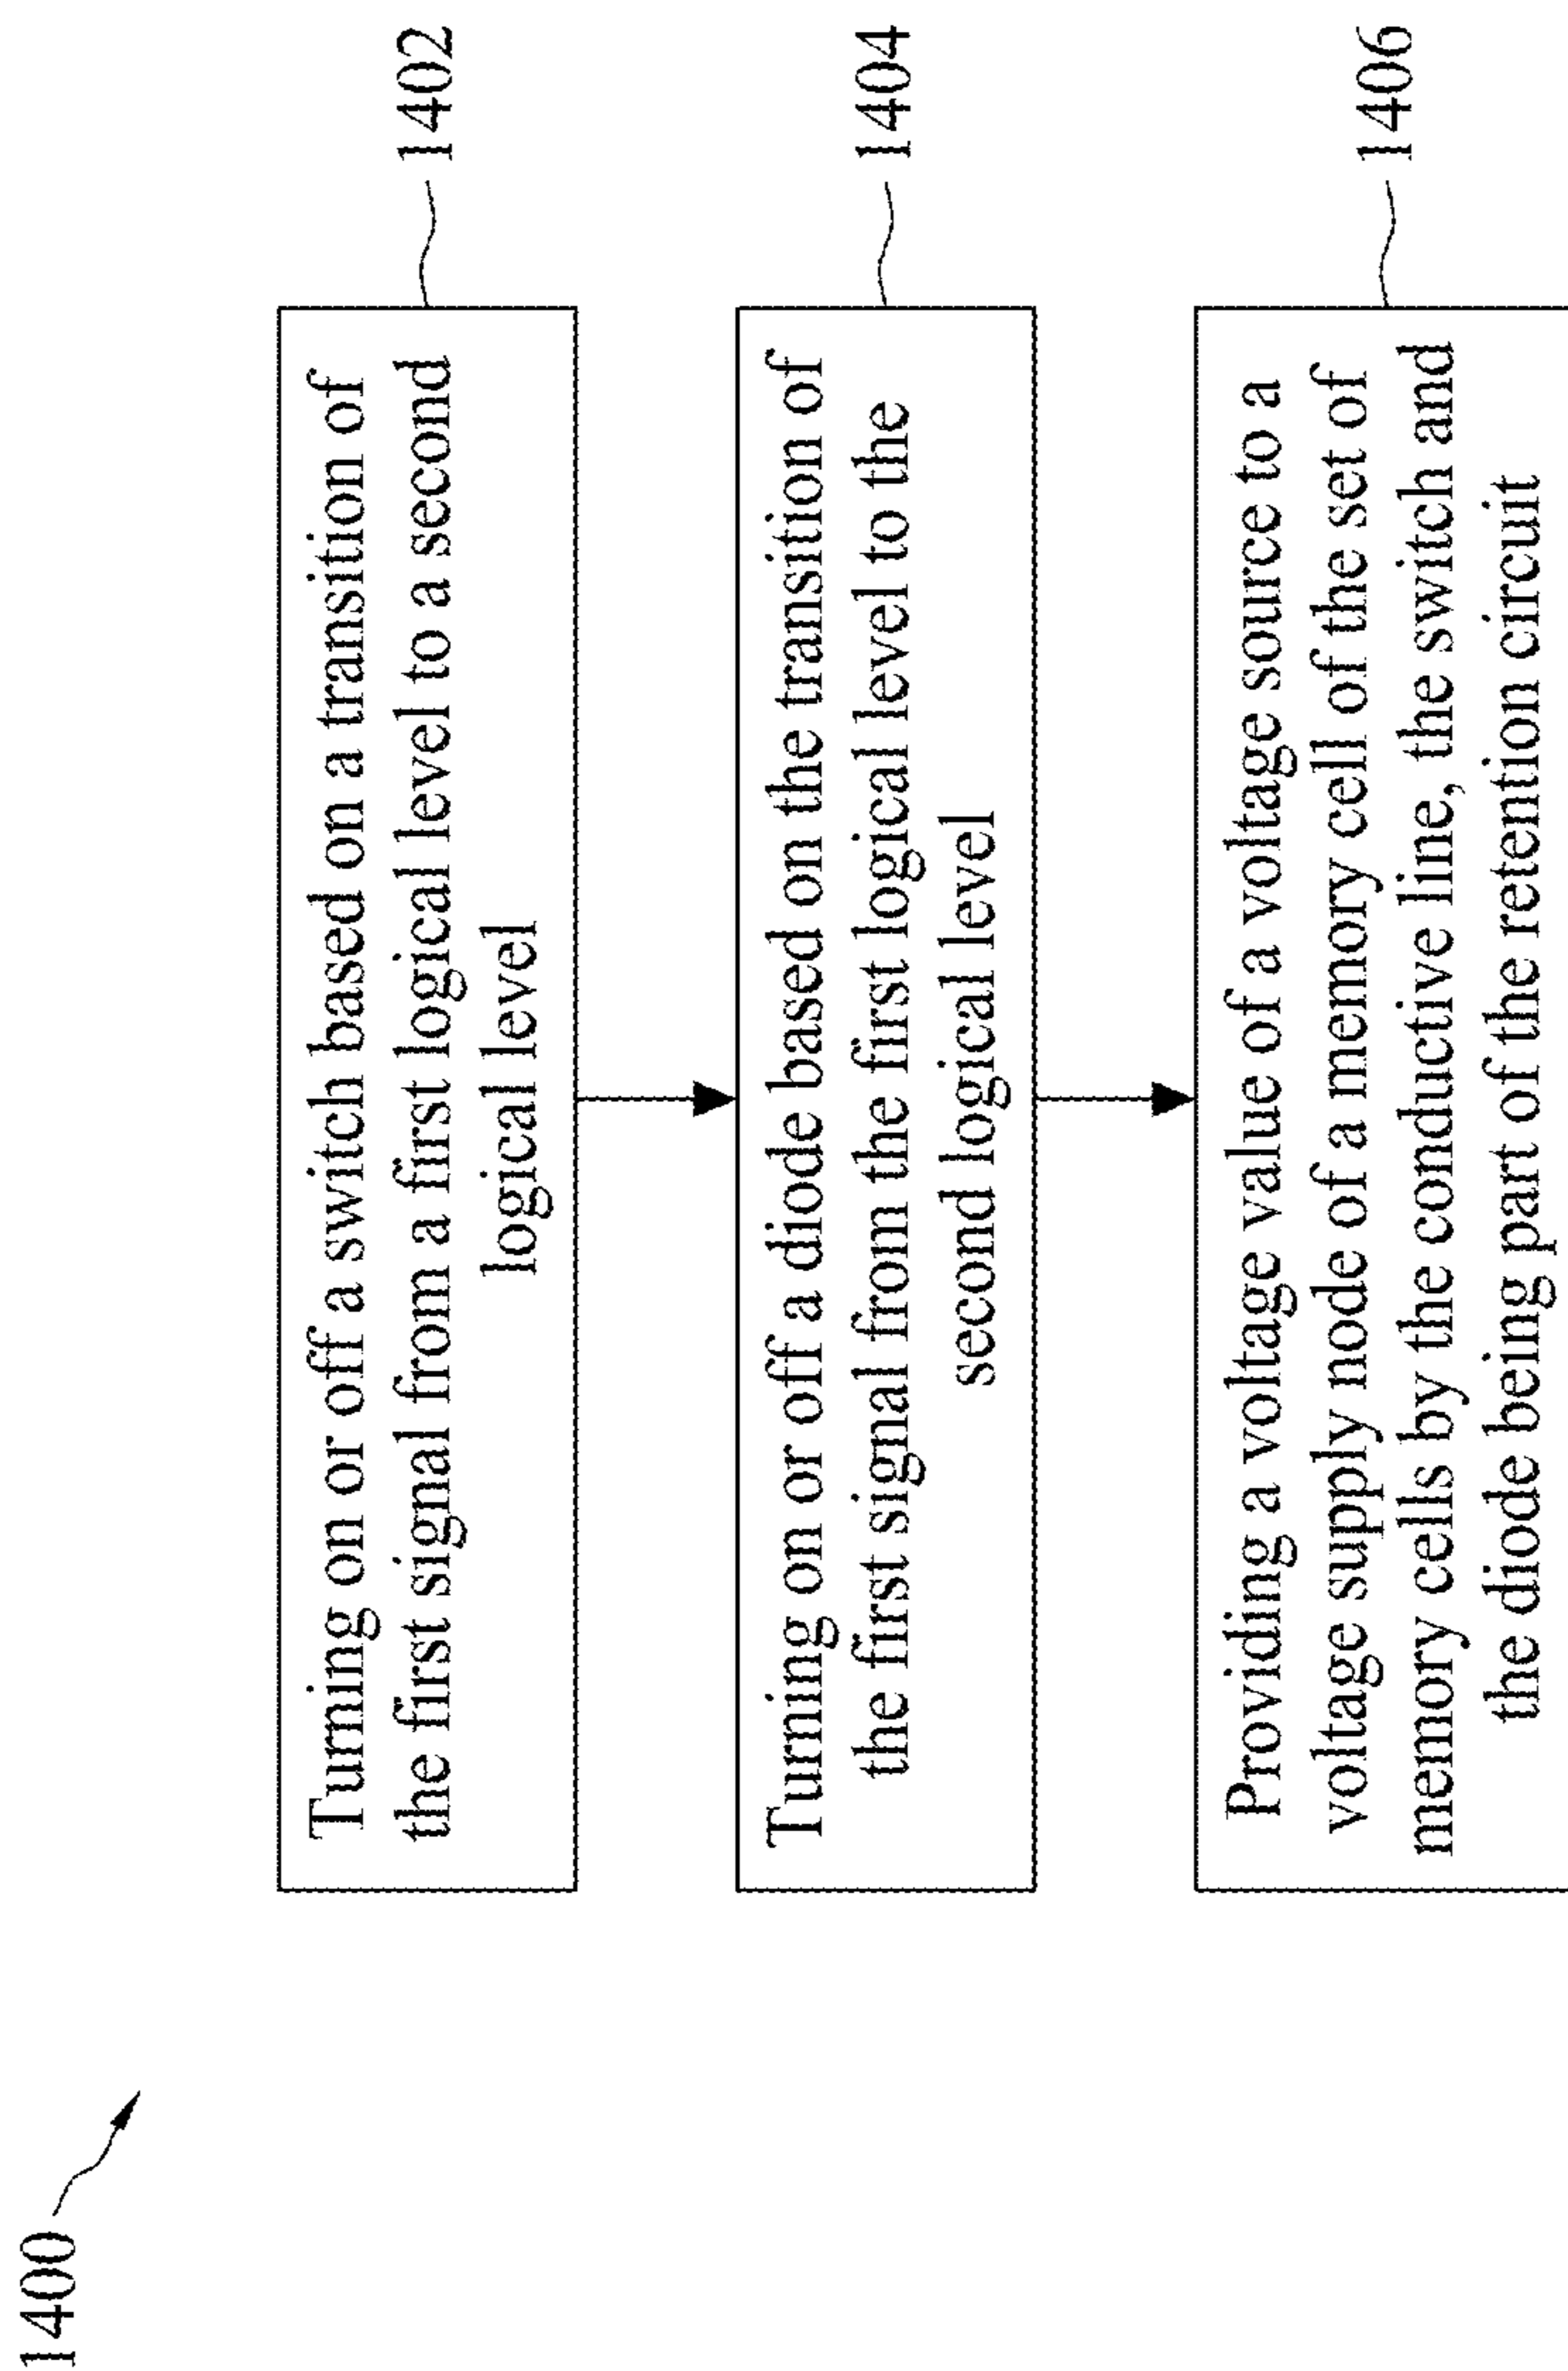 1400
Turning on or off a switch based on a transition of
the first signal from a first logical level to a second
logical level
1402
Turning on or off a diode based on the transition of
the first signal from the first logical level to the
second logical level
1404
Providing a voltage value of a voltage source to a
voltage supply node of a memory cell of the set of
memory cells by the conductive line, the switch and
the diode being part of the retention circuit
1406